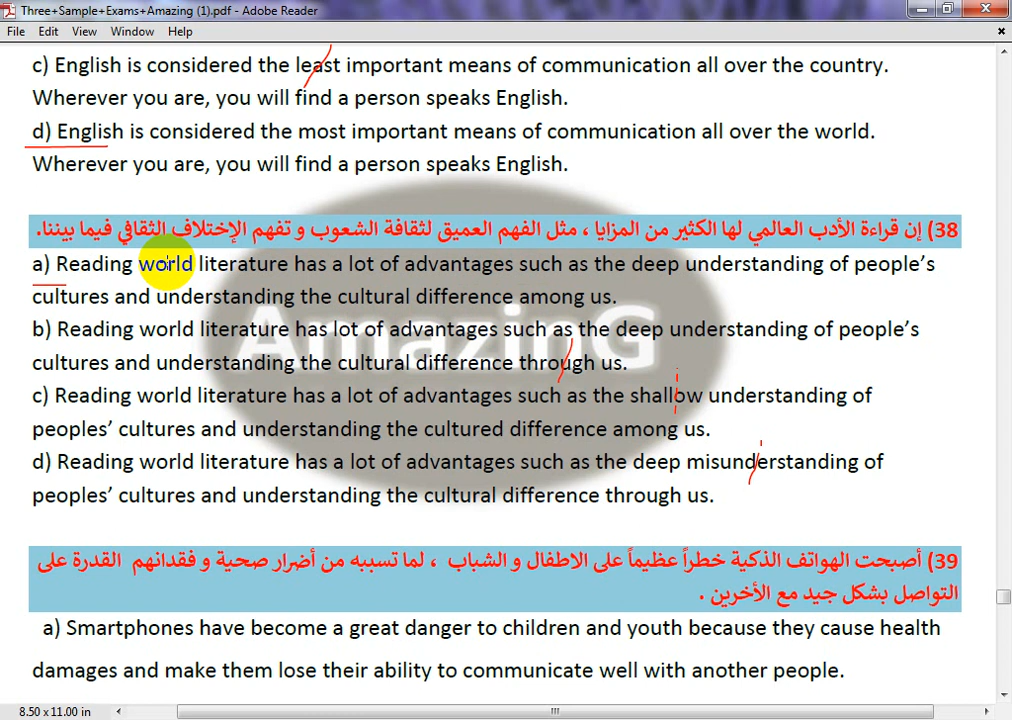 Three+Sample+Exams+Amazing (1).pdf - Adobe Reader
File Edit View Window Help
c) English is considered the least important means of communication all over the country.
Wherever you are, you will find a person speaks English.
d) English is considered the most important means of communication all over the world.
Wherever you are, you will find a person speaks English.
38) إن قراءة الأدب العالمي لها الكثير من المزايا ، مثل الفهم العميق لثقافة الشعوب و تفهم الإختلاف الثقافي فيما بيننا.
a) Reading world literature has a lot of advantages such as the deep understanding of people’s
cultures and understanding the cultural difference among us.
b) Reading world literature has lot of advantages such as the deep understanding of people’s
cultures and understanding the cultural difference through us.
c) Reading world literature has a lot of advantages such as the shallow understanding of
peoples’ cultures and understanding the cultured difference among us.
d) Reading world literature has a lot of advantages such as the deep misunderstanding of
peoples’ cultures and understanding the cultural difference through us.
AmazinG
39) أصبحت الهواتف الذكية خطراً عظيماً على الاطفال و الشباب ، لما تسببه من أضرار صحية و فقدانهم القدرة على
التواصل بشكل جيد مع الأخرين .
a) Smartphones have become a great danger to children and youth because they cause health
damages and make them lose their ability to communicate well with another people.
8.50 x 11.00 in